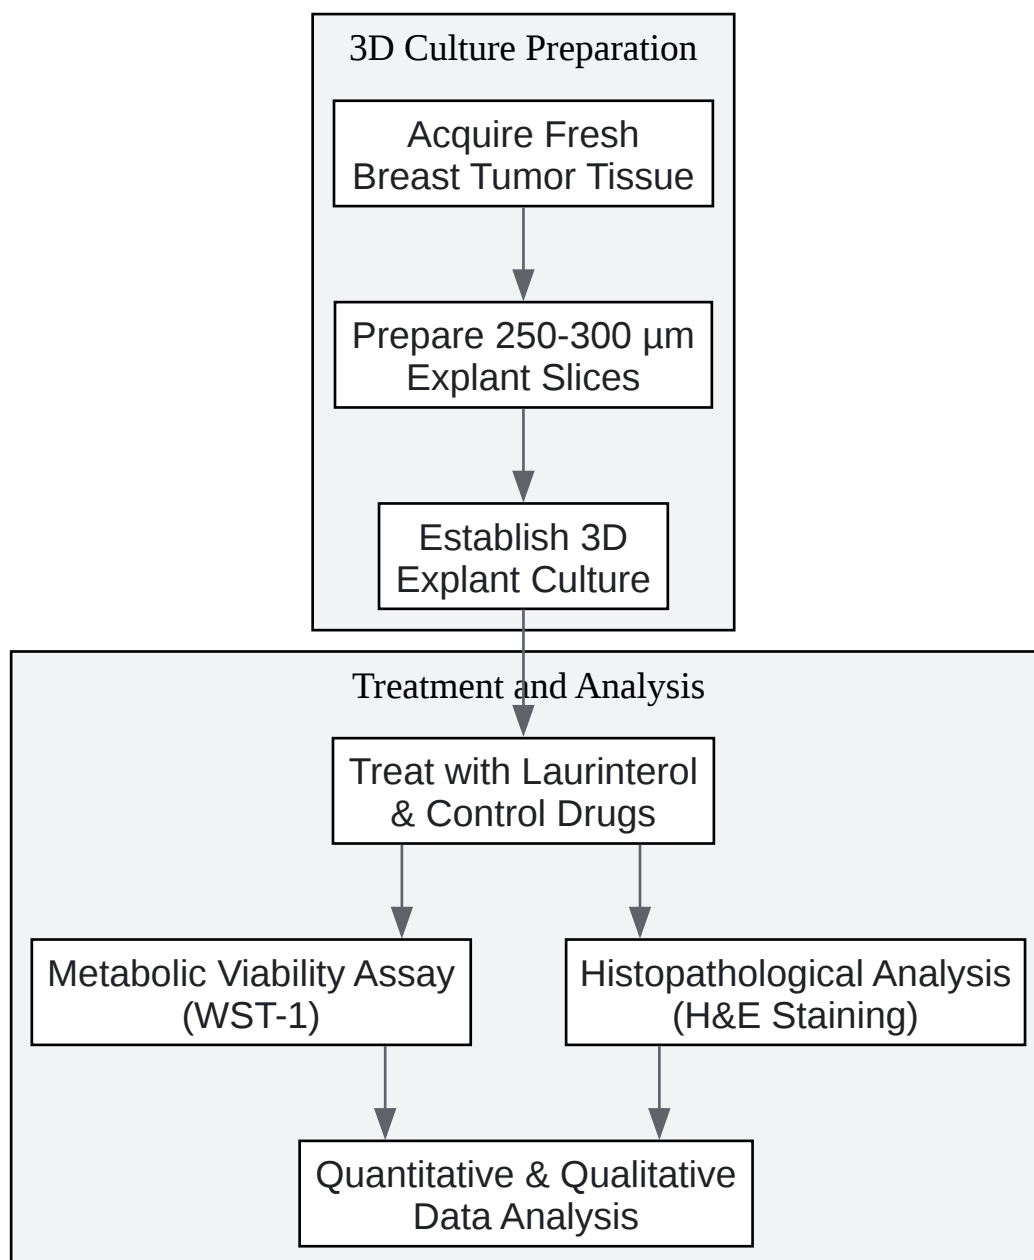 3D Culture Preparation
Acquire Fresh
Breast Tumor Tissue
Prepare 250-300 µm
Explant Slices
Establish 3D
Explant Culture
Treatment and Analysis
Treat with Laurinterol
& Control Drugs
Metabolic Viability Assay
(WST-1)
Histopathological Analysis
(H&E Staining)
Quantitative & Qualitative
Data Analysis